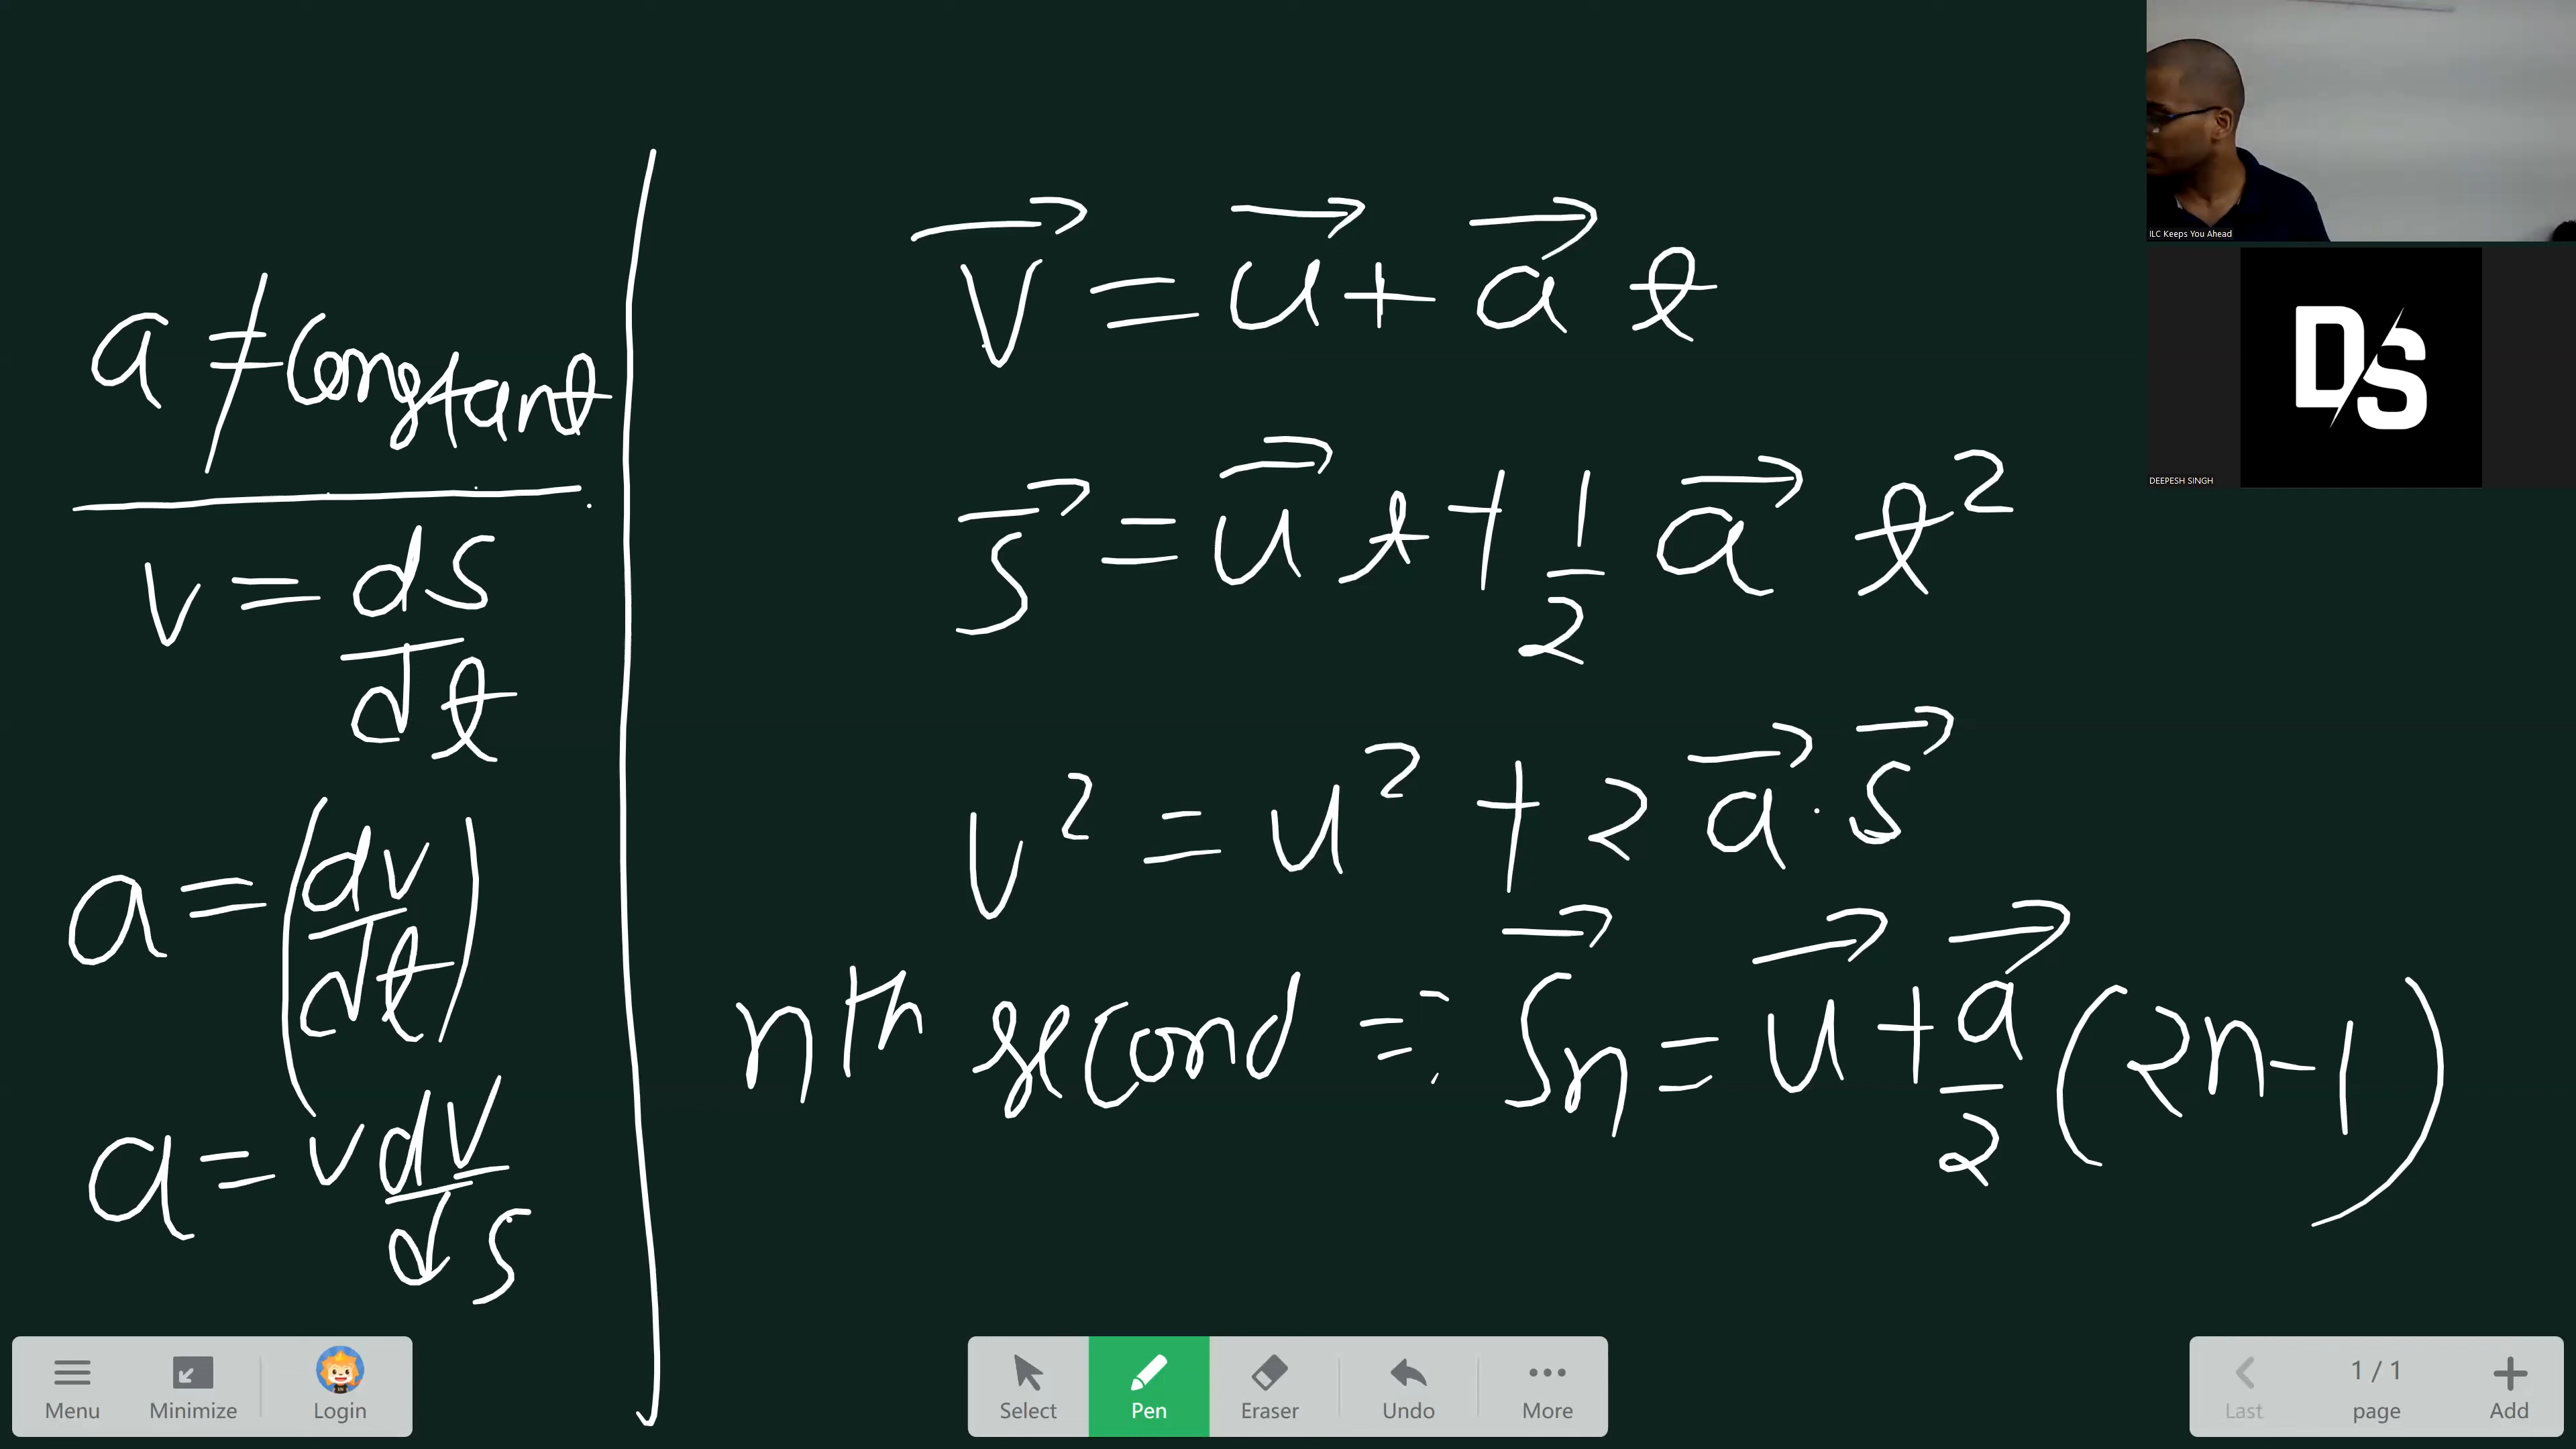 a ≠ Constant
v = ds/dt
a = (dv/dt)
a = v dv/ds
v⃗ = u⃗ + a⃗ t
s⃗ = u⃗ t + 1/2 a⃗ t²
v² = u² + 2 a⃗ · s⃗
nth second ⇒ S⃗n = u⃗ + a⃗/2 (2n-1)
ILC Keeps You Ahead
DS
DEEPESH SINGH
Menu Minimize Login
Select Pen Eraser Undo More
Last 1 / 1 page Add